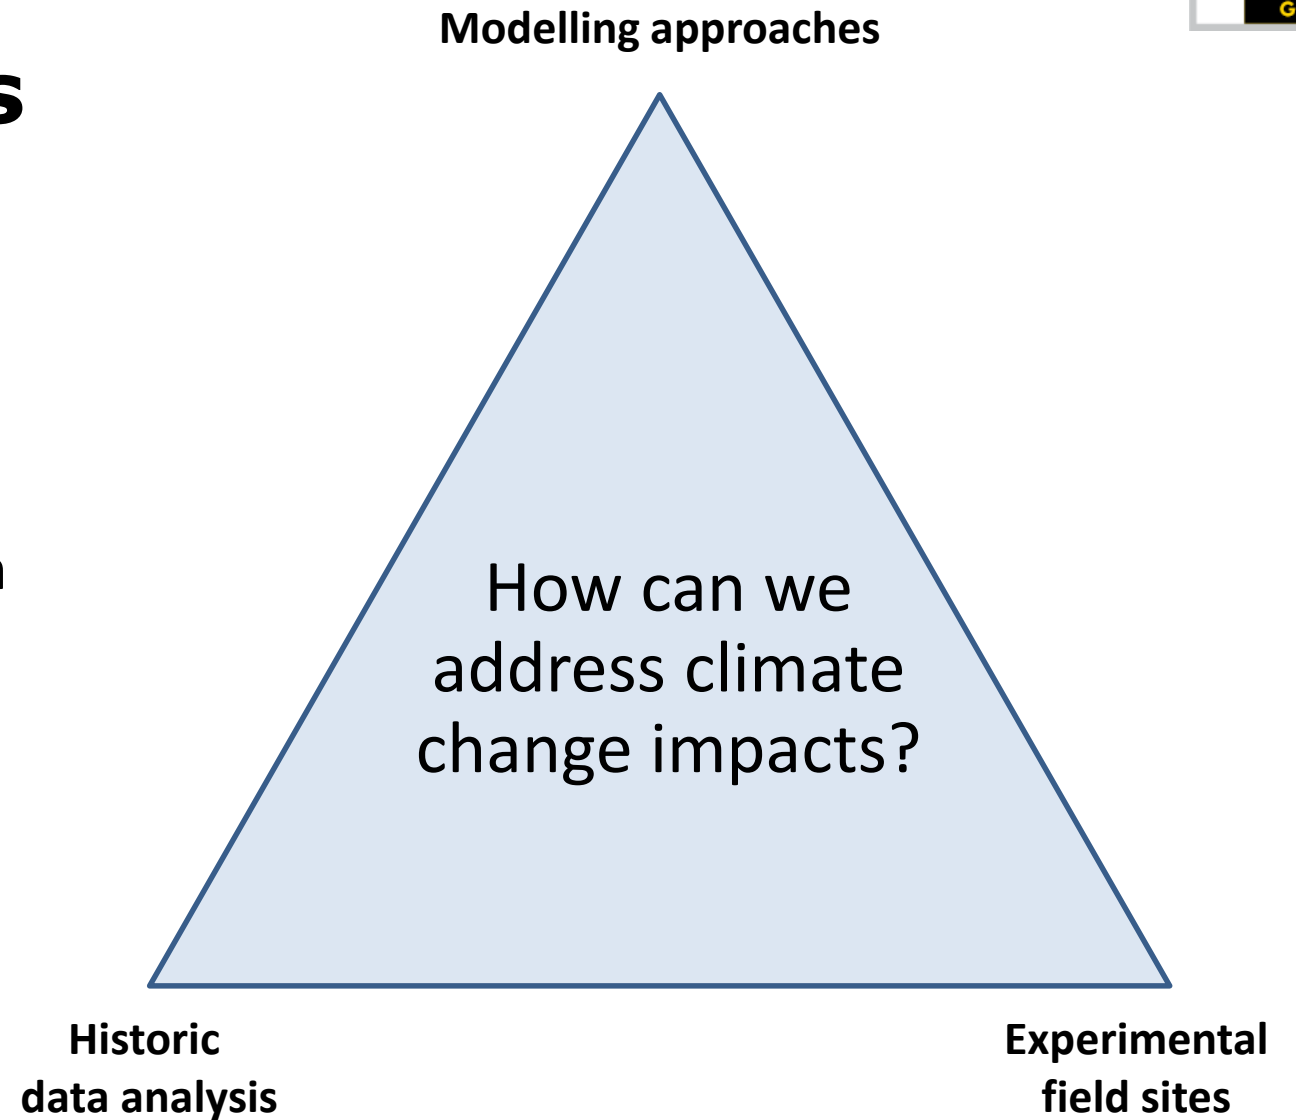 G
Modelling approaches
s
How can we
address climate
change impacts?
Historic
data analysis
Experimental
field sites